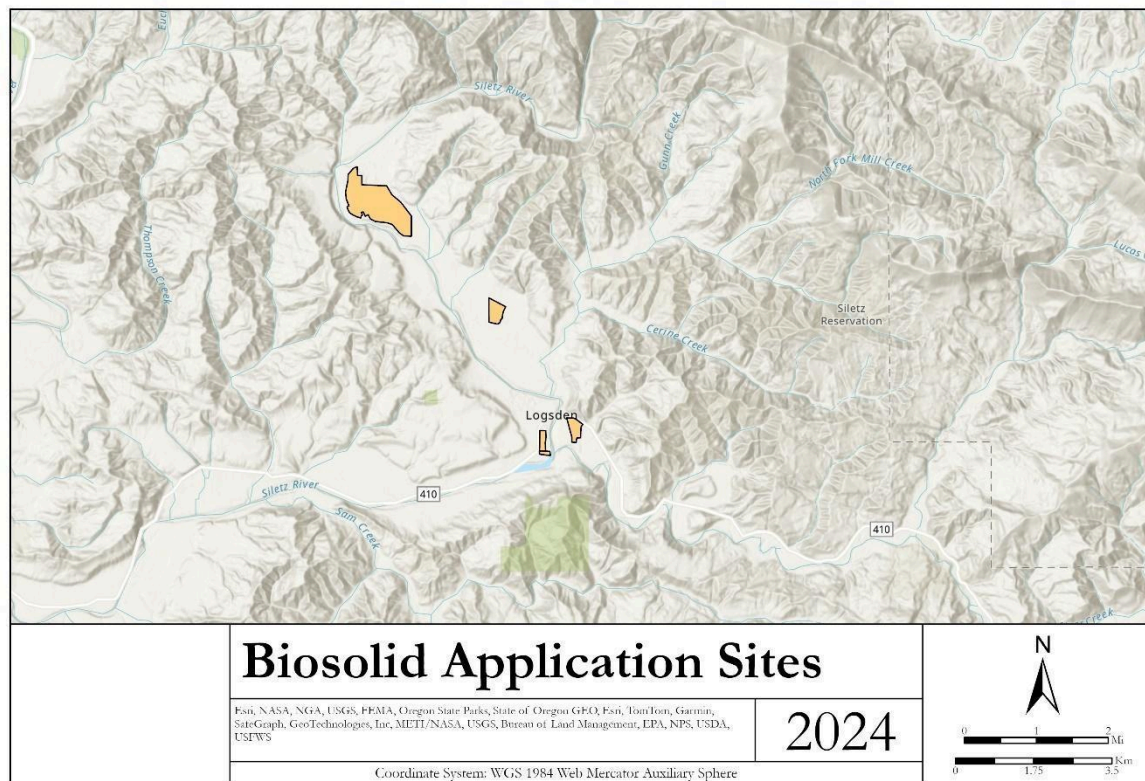 Siletz River
Gunn Creek
North Fork Mill Creek
Thompson Creek
Lucas
Siletz
Reservation
Cerine Creek
Logsden
Siletz River
410
Sam Creek
410
Creek
N
Biosolid Application Sites
Esri, NASA, NGA, USGS, FEMA, Oregon State Parks, State of Oregon GEO, Esri, TomTom, Garmin,
SafeGraph, GeoTechnologies, Inc, METI/NASA, USGS, Bureau of Land Management, EPA, NPS, USDA,
USFWS
2024
0 1 2
Mi
Km
0 1.75 3.5
Coordinate System: WGS 1984 Web Mercator Auxiliary Sphere